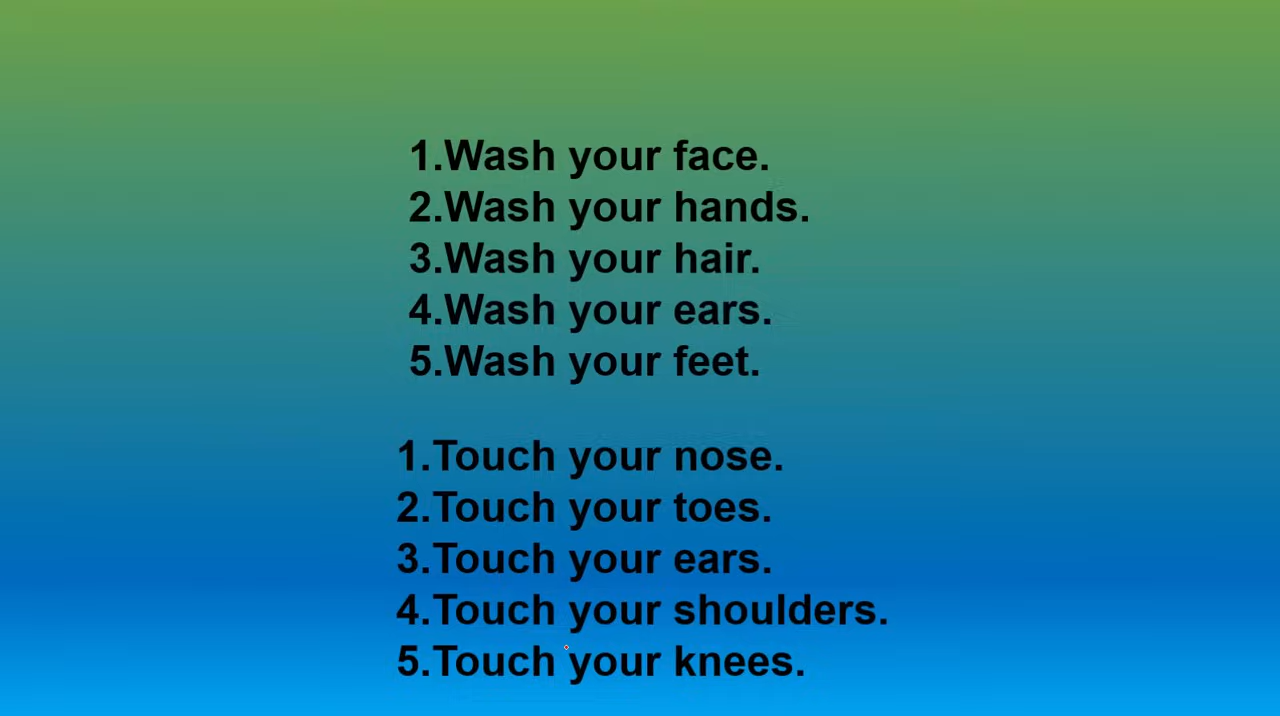 1.Wash your face.
2.Wash your hands.
3.Wash your hair.
4.Wash your ears.
5.Wash your feet.
1.Touch your nose.
2.Touch your toes.
3.Touch your ears.
4.Touch your shoulders.
5.Touch your knees.